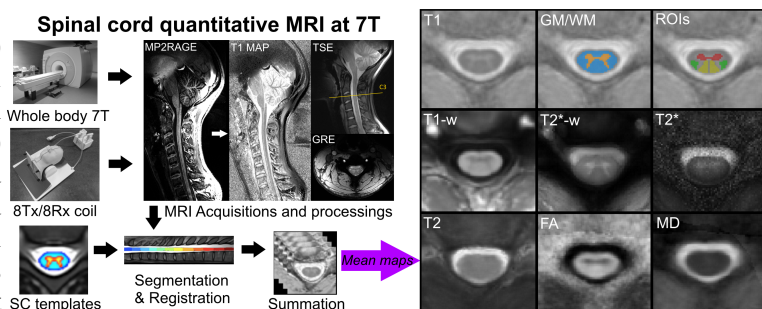 Spinal cord quantitative MRI at 7T
MP2RAGE
T1 MAP
TSE
C3
GRE
Whole body 7T
8Tx/8Rx coil
MRI Acquisitions and processings
SC templates
Segmentation
& Registration
Summation
Mean maps
T1
GM/WM
ROIs
T1-w
T2*-w
T2*
T2
FA
MD